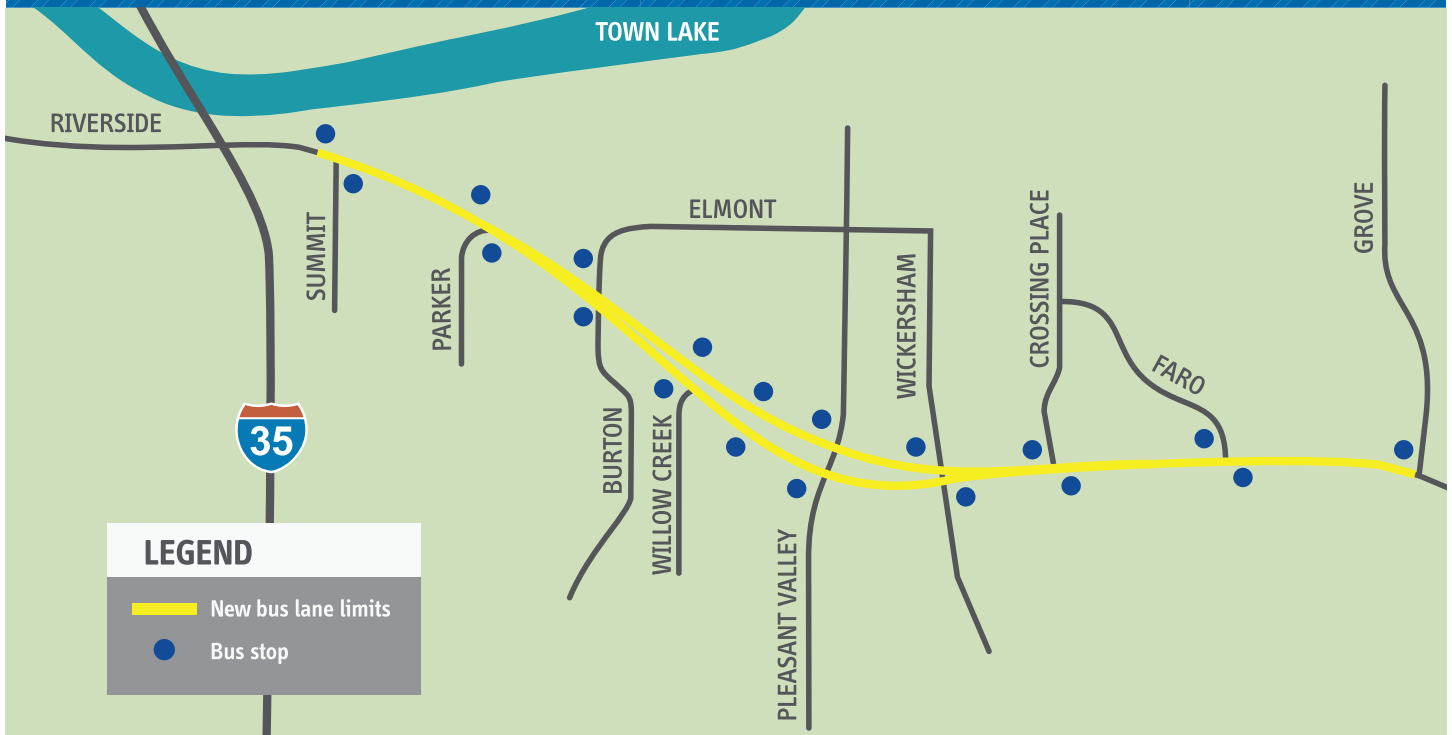 TOWN LAKE
RIVERSIDE
SUMMIT
PARKER
ELMONT
WICKERSHAM
CROSSING PLACE
GROVE
FARO
BURTON
WILLOW CREEK
PLEASANT VALLEY
35
LEGEND
New bus lane limits
Bus stop